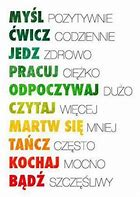 MYŚL POZYTYWNIE
ĆWICZ CODZIENNIE
JEDZ ZDROWO
PRACUJ CIĘŻKO
ODPOCZYWAJ DUŻO
CZYTAJ WIĘCEJ
MARTW SIĘ MNIEJ
TAŃCZ CZĘSTO
KOCHAJ MOCNO
BĄDŹ SZCZĘŚLIWY